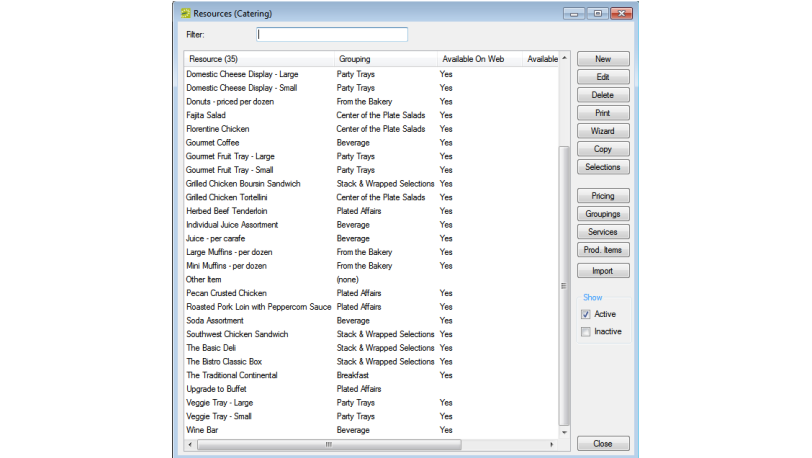 Resources (Catering)
Filter:
Resource (35) Grouping Available On Web Available
Domestic Cheese Display - Large Party Trays Yes
Domestic Cheese Display - Small Party Trays Yes
Donuts - priced per dozen From the Bakery Yes
Fajita Salad Center of the Plate Salads Yes
Florentine Chicken Center of the Plate Salads Yes
Gourmet Coffee Beverage Yes
Gourmet Fruit Tray - Large Party Trays Yes
Gourmet Fruit Tray - Small Party Trays Yes
Grilled Chicken Boursin Sandwich Stack & Wrapped Selections Yes
Grilled Chicken Tortellini Center of the Plate Salads Yes
Herbed Beef Tenderloin Plated Affairs Yes
Individual Juice Assortment Beverage Yes
Juice - per carafe Beverage Yes
Large Muffins - per dozen From the Bakery Yes
Mini Muffins - per dozen From the Bakery Yes
Other Item (none)
Pecan Crusted Chicken Plated Affairs Yes
Roasted Pork Loin with Peppercorn Sauce Plated Affairs Yes
Soda Assortment Beverage Yes
Southwest Chicken Sandwich Stack & Wrapped Selections Yes
The Basic Deli Stack & Wrapped Selections Yes
The Bistro Classic Box Stack & Wrapped Selections Yes
The Traditional Continental Breakfast Yes
Upgrade to Buffet Plated Affairs
Veggie Tray - Large Party Trays Yes
Veggie Tray - Small Party Trays Yes
Wine Bar Beverage Yes
New
Edit
Delete
Print
Wizard
Copy
Selections
Pricing
Groupings
Services
Prod. Items
Import
Show
Active
Inactive
Close